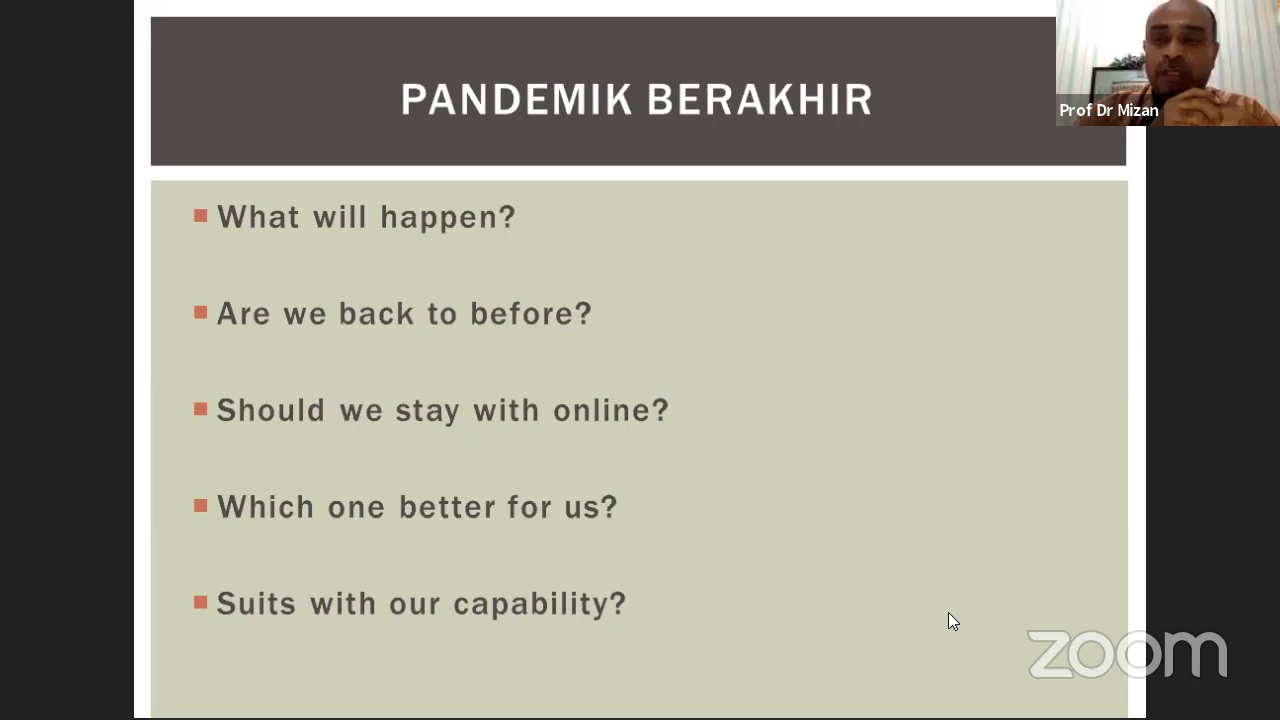 PANDEMIK BERAKHIR
Prof Dr Mizan
What will happen?
Are we back to before?
Should we stay with online?
Which one better for us?
Suits with our capability?
zoom